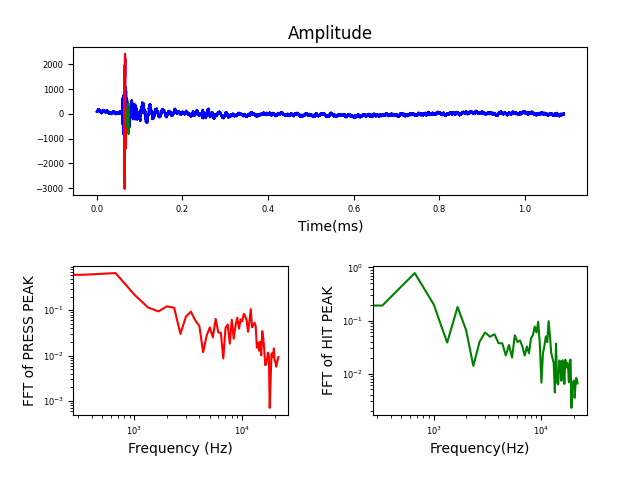 Amplitude
2000
1000
0
−1000
−2000
−3000
0.0 0.2 0.4 0.6 0.8 1.0
Time(ms)
FFT of PRESS PEAK
10⁻¹
10⁻²
10⁻³
10³ 10⁴
Frequency (Hz)
FFT of HIT PEAK
10⁰
10⁻¹
10⁻²
10³ 10⁴
Frequency(Hz)